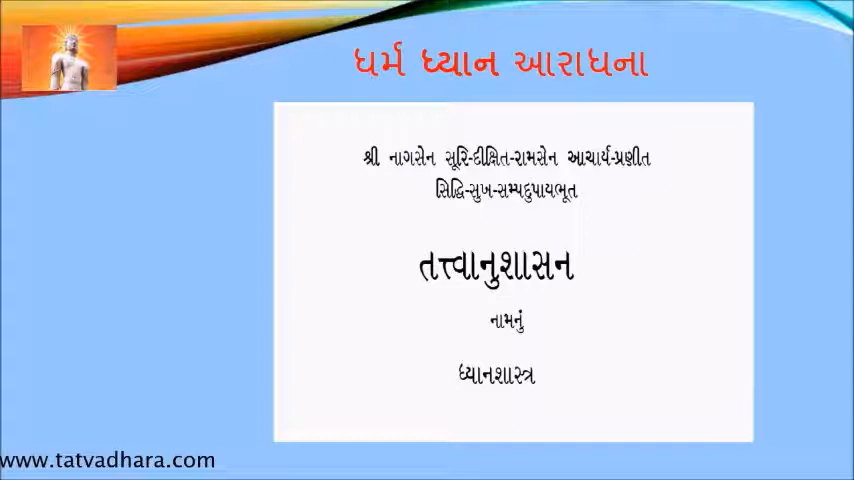 ધર્મ ધ્યાન આરાધના
શ્રી નાગસેન સૂરિ-દીક્ષિત-રામસેન આચાર્ય-પ્રણીત
સિદ્ધિ-સુખ-સમ્પદુપાયભૂત
તત્ત્વાનુશાસન
નામનું
ધ્યાનશાસ્ત્ર
www.tatvadhara.com